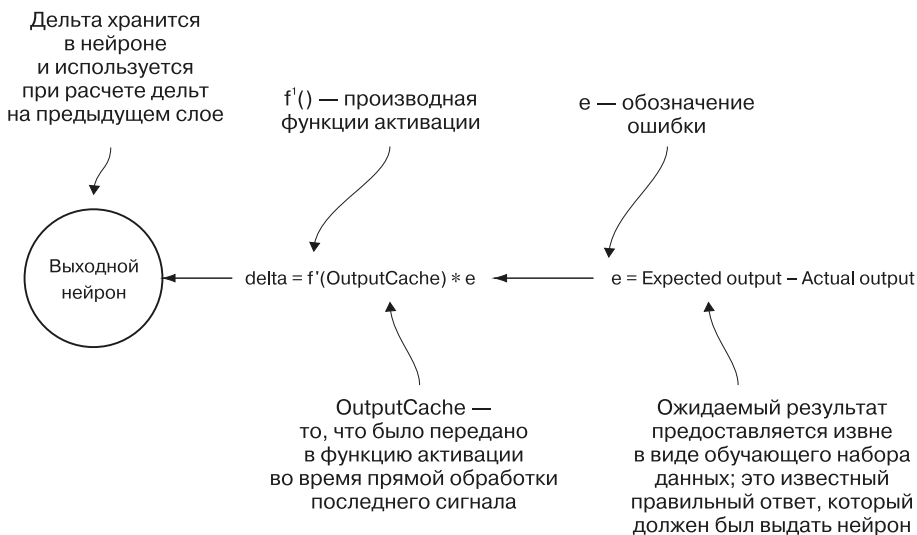 Дельта хранится
в нейроне
и используется
при расчете дельт
на предыдущем слое
f¹() — производная
функции активации
e — обозначение
ошибки
Выходной
нейрон
delta = f'(OutputCache) * e
e = Expected output – Actual output
OutputCache —
то, что было передано
в функцию активации
во время прямой обработки
последнего сигнала
Ожидаемый результат
предоставляется извне
в виде обучающего набора
данных; это известный
правильный ответ, который
должен был выдать нейрон